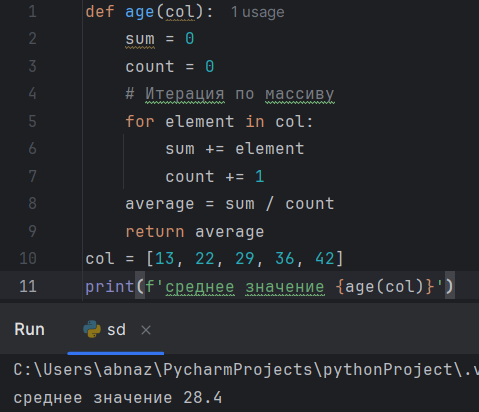 1 def age(col): 1 usage
2 sum = 0
3 count = 0
4 # Итерация по массиву
5 for element in col:
6 sum += element
7 count += 1
8 average = sum / count
9 return average
10 col = [13, 22, 29, 36, 42]
11 print(f'среднее значение {age(col)}')
Run sd ×
C:\Users\abnaz\PycharmProjects\pythonProject\.v
среднее значение 28.4